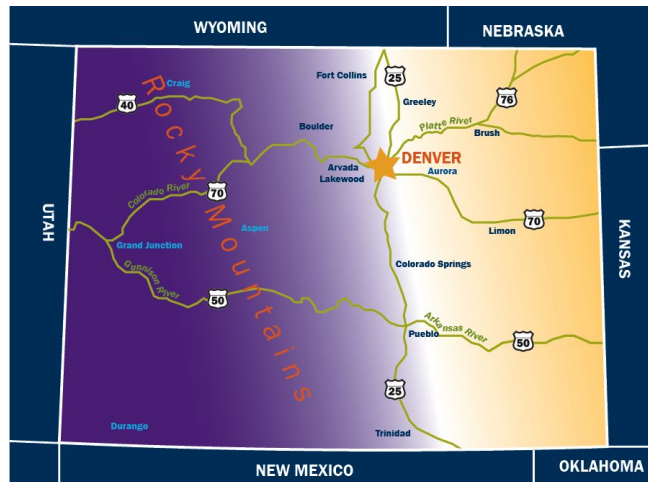 WYOMING
NEBRASKA
Fort Collins
25
Craig
Greeley
76
40
Boulder
Platte River
Brush
Rocky Mountains
DENVER
Arvada
Lakewood
Aurora
Colorado River
70
UTAH
Aspen
Limon
70
KANSAS
Grand Junction
Colorado Springs
Gunnison River
50
Arkansas River
Pueblo
50
25
Durango
Trinidad
NEW MEXICO
OKLAHOMA